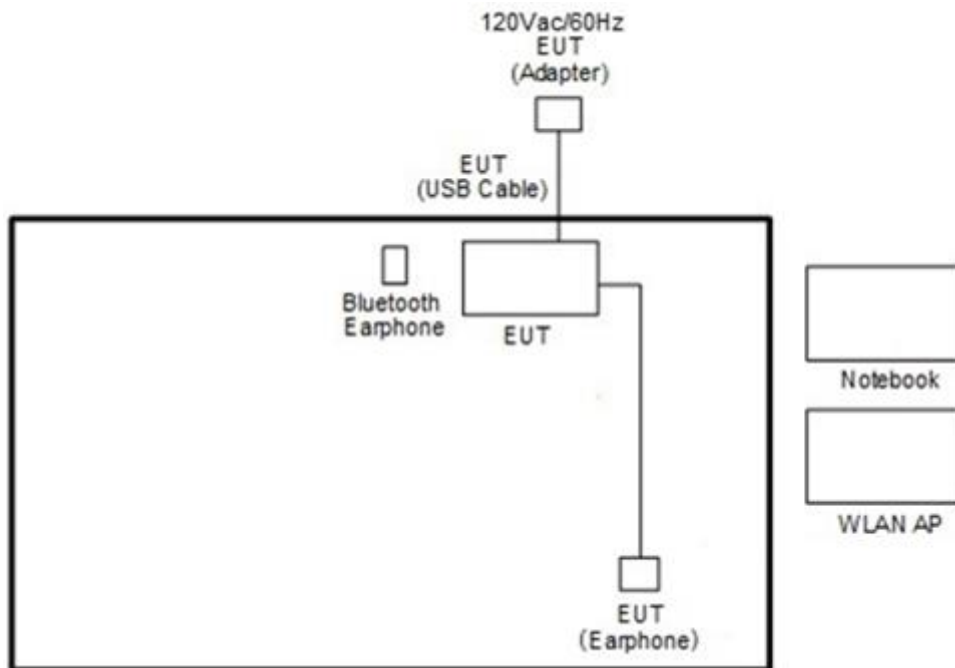 120Vac/60Hz
EUT
(Adapter)
EUT
(USB Cable)
Bluetooth
Earphone
EUT
Notebook
WLAN AP
EUT
(Earphone)